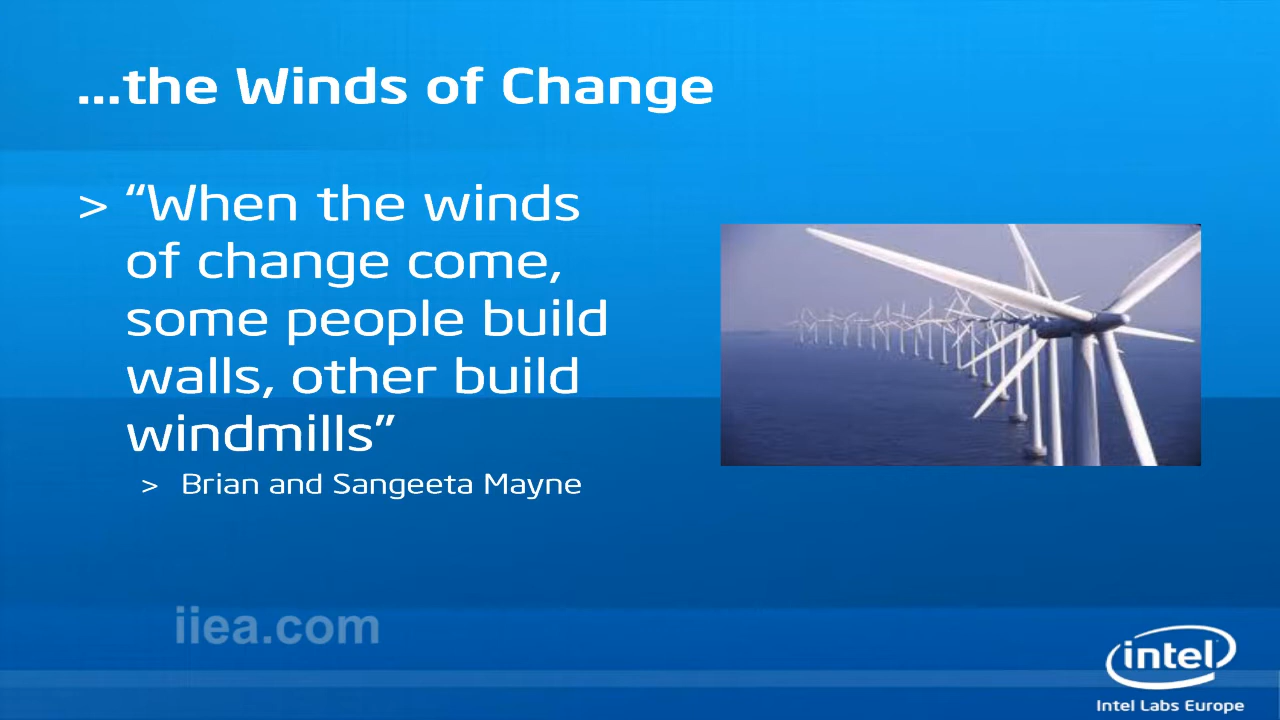 ...the Winds of Change
> “When the winds
of change come,
some people build
walls, other build
windmills”
> Brian and Sangeeta Mayne
iiea.com
intel
Intel Labs Europe